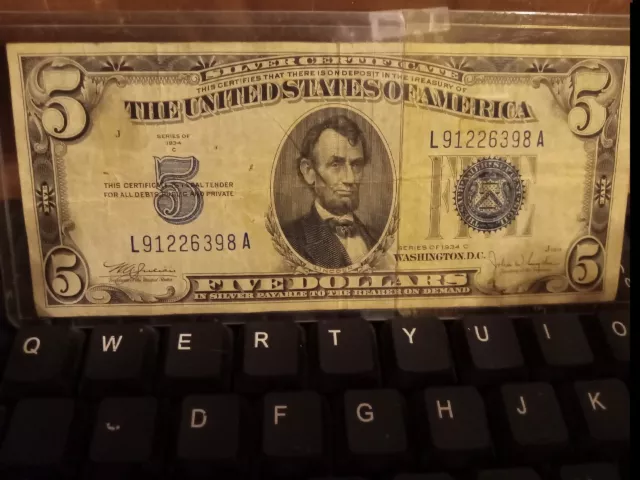 SILVER CERTIFICATE
5 5
THIS CERTIFIES THAT THERE IS ON DEPOSIT IN THE TREASURY OF
THE UNITED STATES OF AMERICA
J
SERIES OF
1934
C
L 91226398 A
5
FIVE
THIS CERTIFICATE IS LEGAL TENDER
FOR ALL DEBTS PUBLIC AND PRIVATE
L 91226398 A
SERIES OF 1934 C
WASHINGTON, D.C.
5 5
FIVE DOLLARS
IN SILVER PAYABLE TO THE BEARER ON DEMAND
Q W E R T Y U I O
D F G H J K